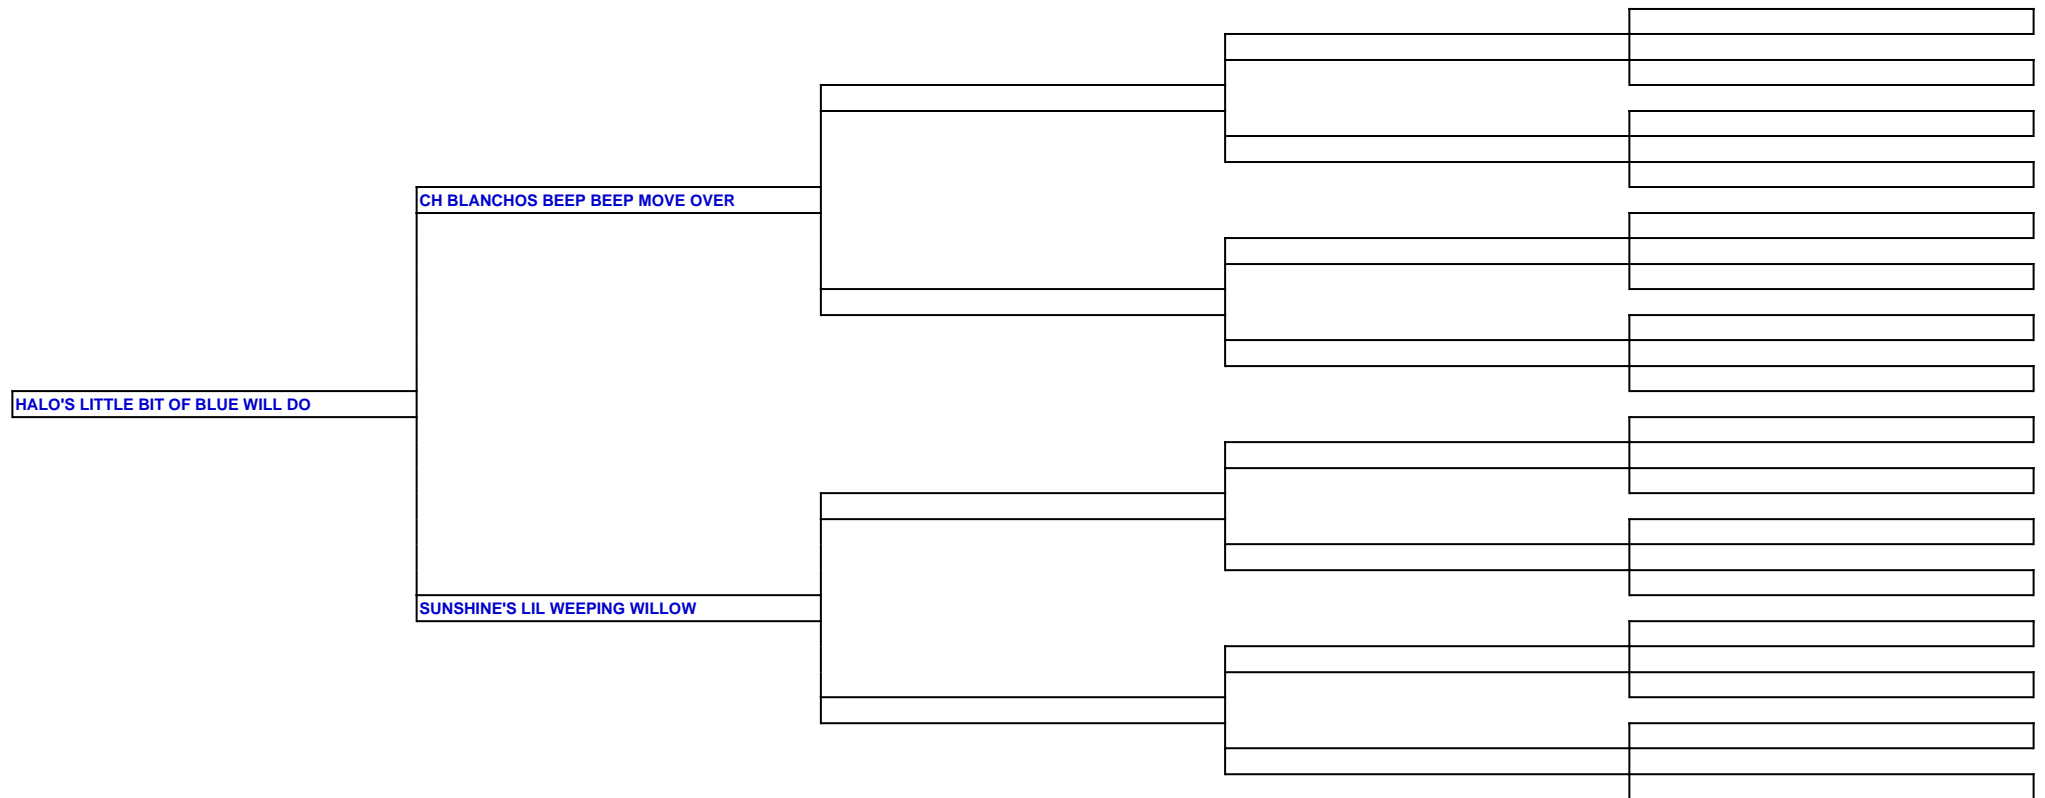 CH BLANCHOS BEEP BEEP MOVE OVER
HALO'S LITTLE BIT OF BLUE WILL DO
SUNSHINE'S LIL WEEPING WILLOW